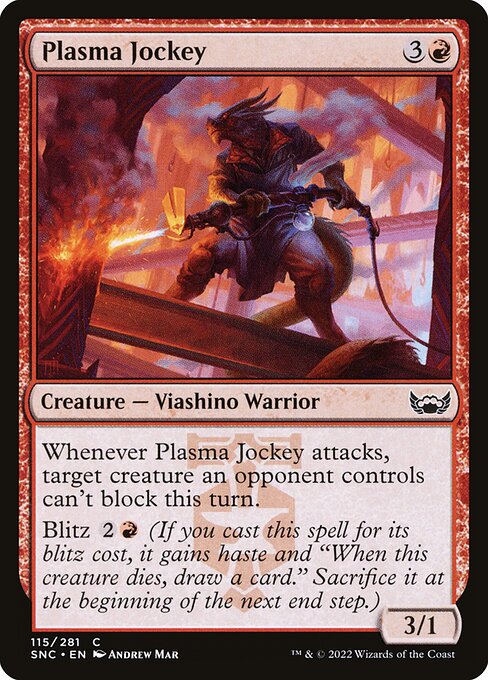 Plasma Jockey 3
Creature — Viashino Warrior
Whenever Plasma Jockey attacks,
target creature an opponent controls
can't block this turn.
Blitz 2 (If you cast this spell for its
blitz cost, it gains haste and “When this
creature dies, draw a card.” Sacrifice it at
the beginning of the next end step.)
3/1
115/281 C
SNC • EN Andrew Mar
™ & © 2022 Wizards of the Coast